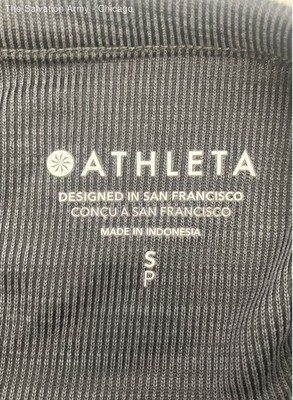 The Salvation Army - Chicago
ATHLETA
DESIGNED IN SAN FRANCISCO
CONÇU À SAN FRANCISCO
MADE IN INDONESIA
S
P